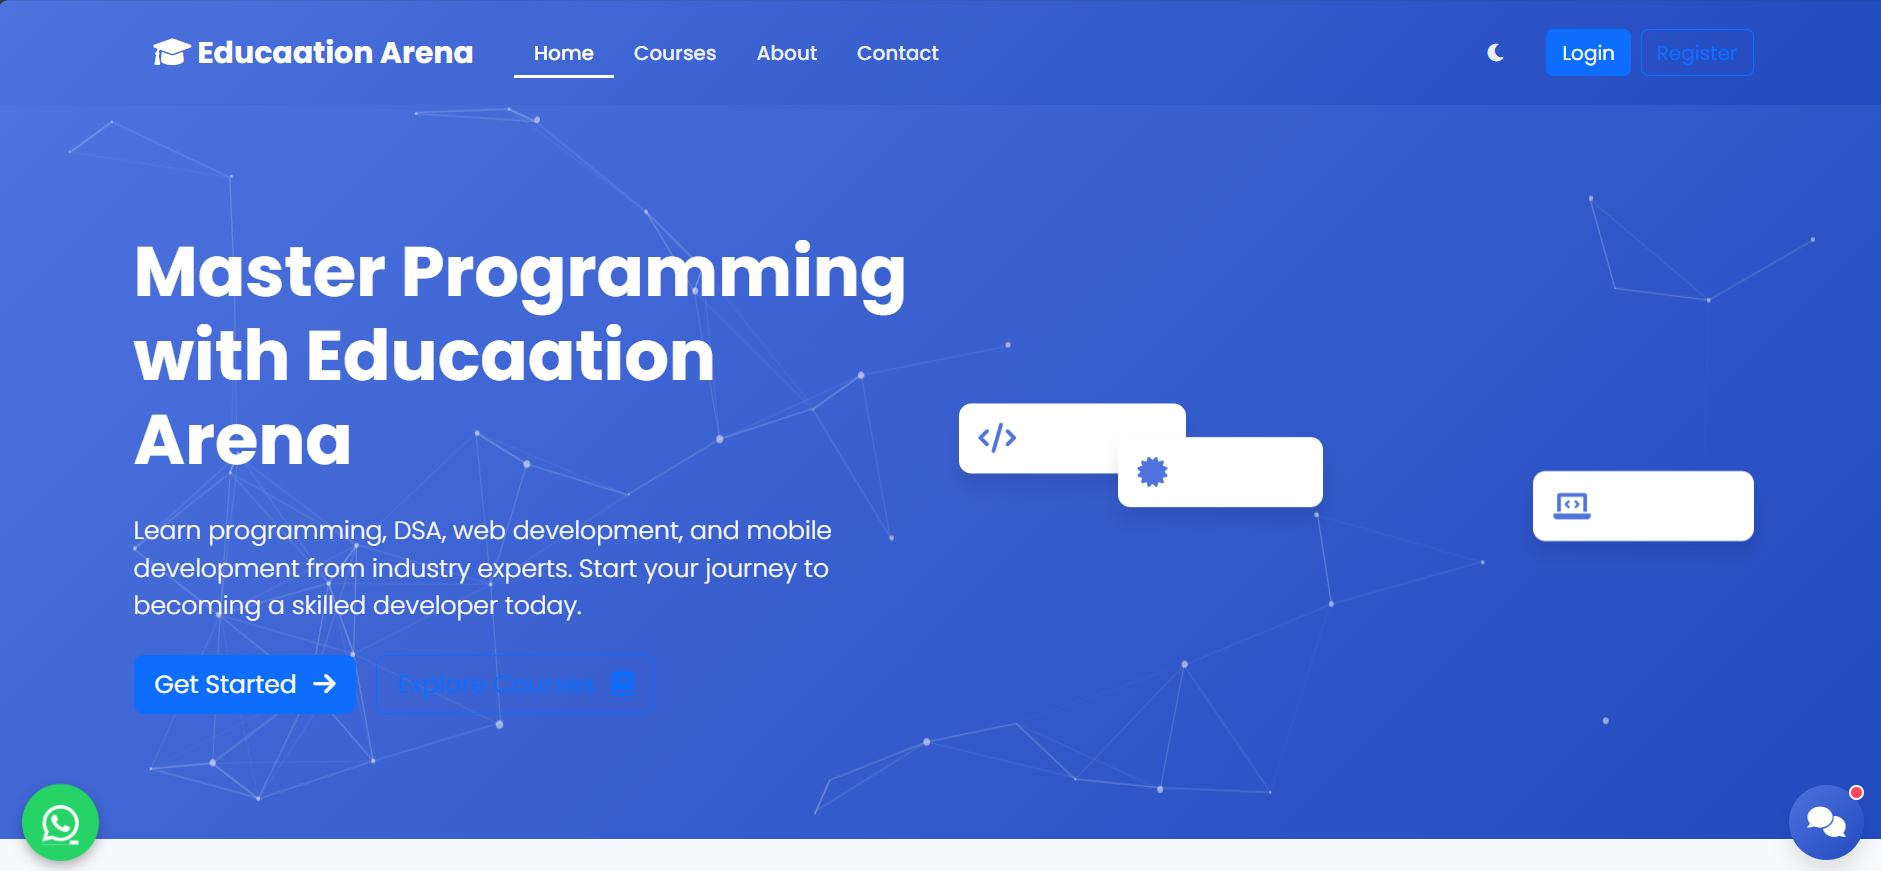 Educaation Arena
Home
Courses
About
Contact
Login
Register
Master Programming
with Educaation
Arena
Learn programming, DSA, web development, and mobile
development from industry experts. Start your journey to
becoming a skilled developer today.
Get Started
Explore Courses